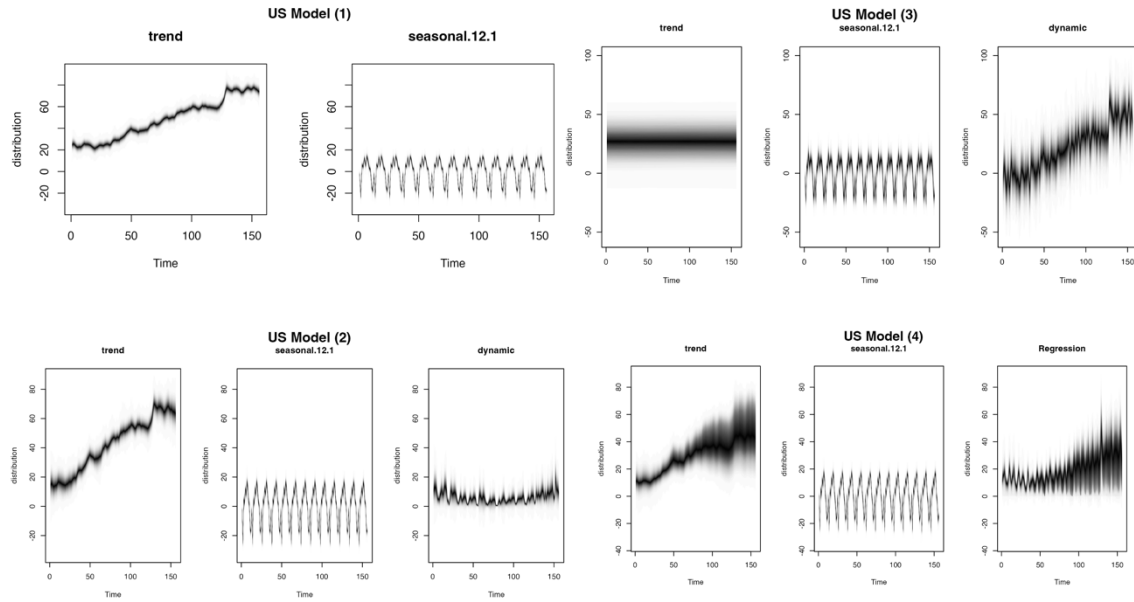 US Model (1)
trend
seasonal.12.1
distribution
-20 0 20 60
0 50 100 150
Time
distribution
-20 0 20 60
0 50 100 150
Time
US Model (3)
trend
seasonal.12.1
dynamic
distribution
-50 0 50 100
0 50 100 150
Time
distribution
-50 0 50 100
0 50 100 150
Time
distribution
-50 0 50 100
0 50 100 150
Time
US Model (2)
trend
seasonal.12.1
dynamic
distribution
-20 0 20 40 60 80
0 50 100 150
Time
distribution
-20 0 20 40 60 80
0 50 100 150
Time
distribution
-20 0 20 40 60 80
0 50 100 150
Time
US Model (4)
trend
seasonal.12.1
Regression
distribution
-40 -20 0 20 40 60 80
0 50 100 150
Time
distribution
-40 -20 0 20 40 60 80
0 50 100 150
Time
distribution
-40 -20 0 20 40 60 80
0 50 100 150
Time